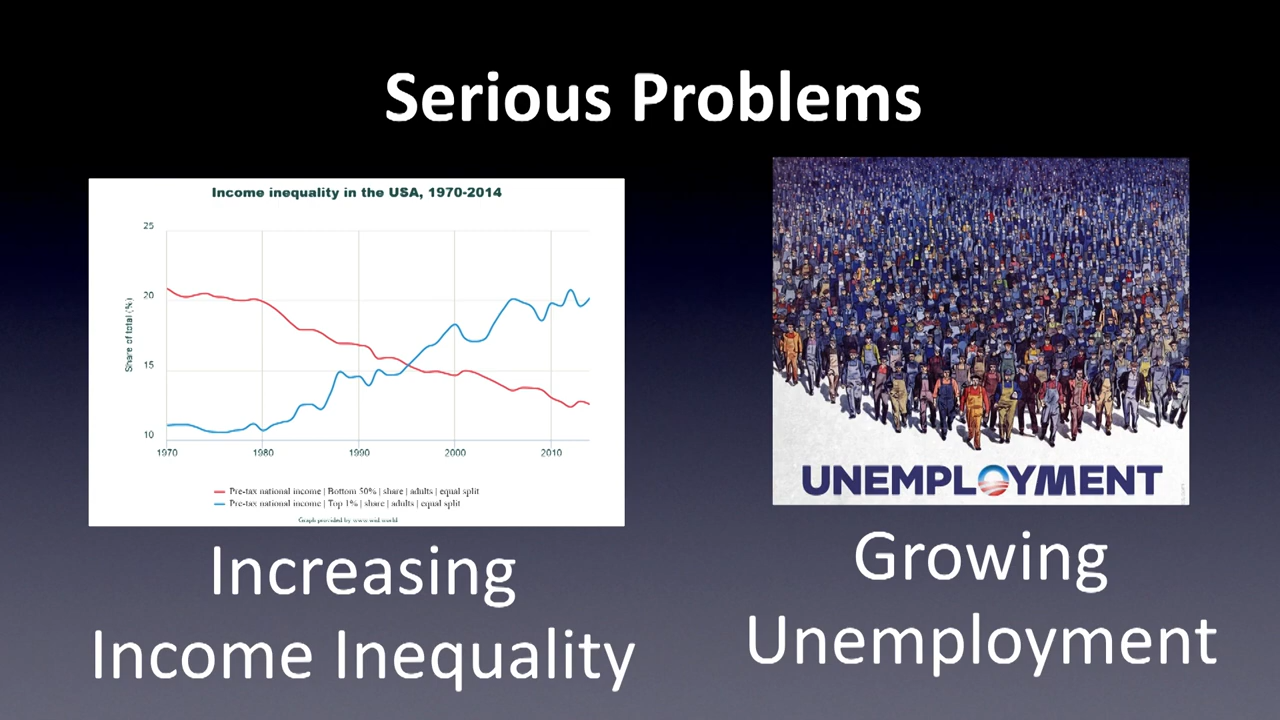 Serious Problems
Income inequality in the USA, 1970-2014
25
20
15
10
Share of total (%)
1970 1980 1990 2000 2010
Pre-tax national income | Bottom 50% | share | adults | equal split
Pre-tax national income | Top 1% | share | adults | equal split
Graph provided by www.wid.world
UNEMPLOYMENT
Increasing
Income Inequality
Growing
Unemployment